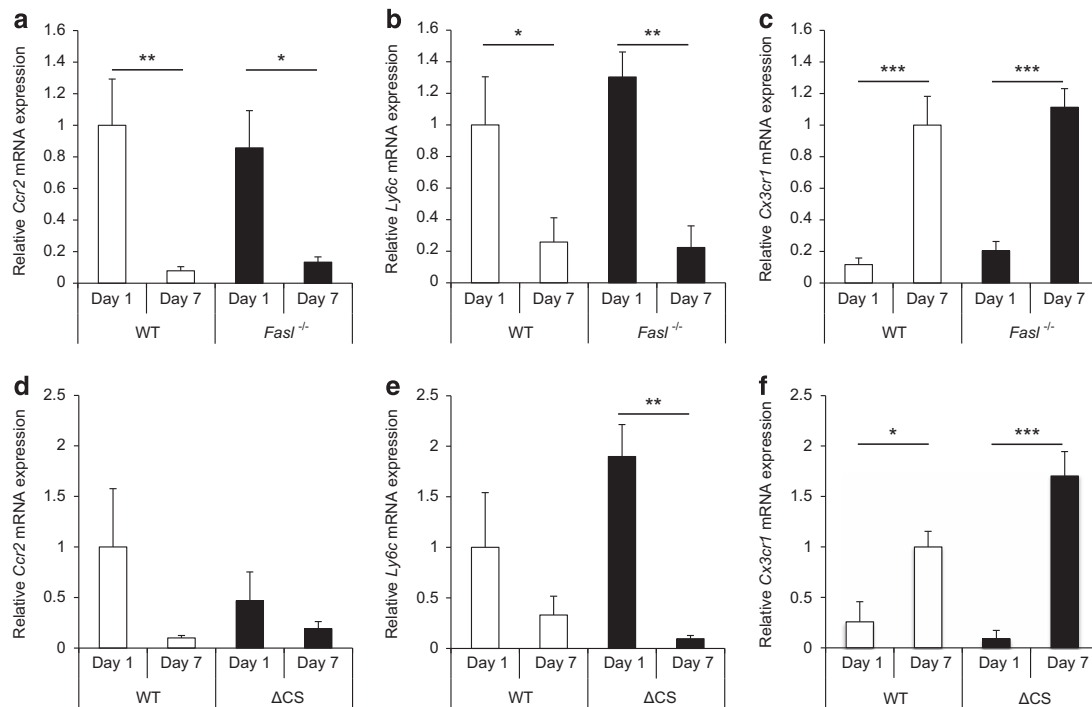 a
Relative Ccr2 mRNA expression
1.6
1.4
1.2
1
0.8
0.6
0.4
0.2
0
** *
Day 1 Day 7 Day 1 Day 7
WT Fasl -/-
b
Relative Ly6c mRNA expression
1.6
1.4
1.2
1
0.8
0.6
0.4
0.2
0
* **
Day 1 Day 7 Day 1 Day 7
WT Fasl -/-
c
Relative Cx3cr1 mRNA expression
1.6
1.4
1.2
1
0.8
0.6
0.4
0.2
0
*** ***
Day 1 Day 7 Day 1 Day 7
WT Fasl -/-
d
Relative Ccr2 mRNA expression
2.5
2
1.5
1
0.5
0
Day 1 Day 7 Day 1 Day 7
WT ΔCS
e
Relative Ly6c mRNA expression
2.5
2
1.5
1
0.5
0
**
Day 1 Day 7 Day 1 Day 7
WT ΔCS
f
Relative Cx3cr1 mRNA expression
2.5
2
1.5
1
0.5
0
* ***
Day 1 Day 7 Day 1 Day 7
WT ΔCS